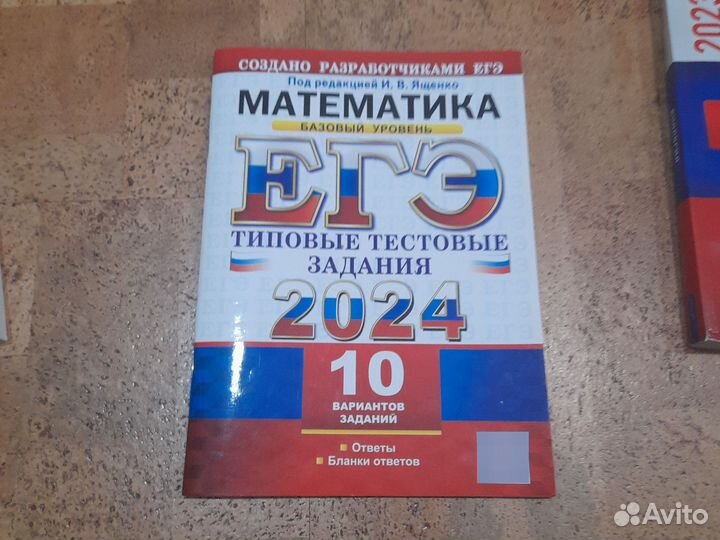 СОЗДАНО РАЗРАБОТЧИКАМИ ЕГЭ
Под редакцией И. В. Ященко
МАТЕМАТИКА
БАЗОВЫЙ УРОВЕНЬ
ЕГЭ
ТИПОВЫЕ ТЕСТОВЫЕ
ЗАДАНИЯ
2024
10
ВАРИАНТОВ
ЗАДАНИЙ
Ответы
Бланки ответов
2023
Avito